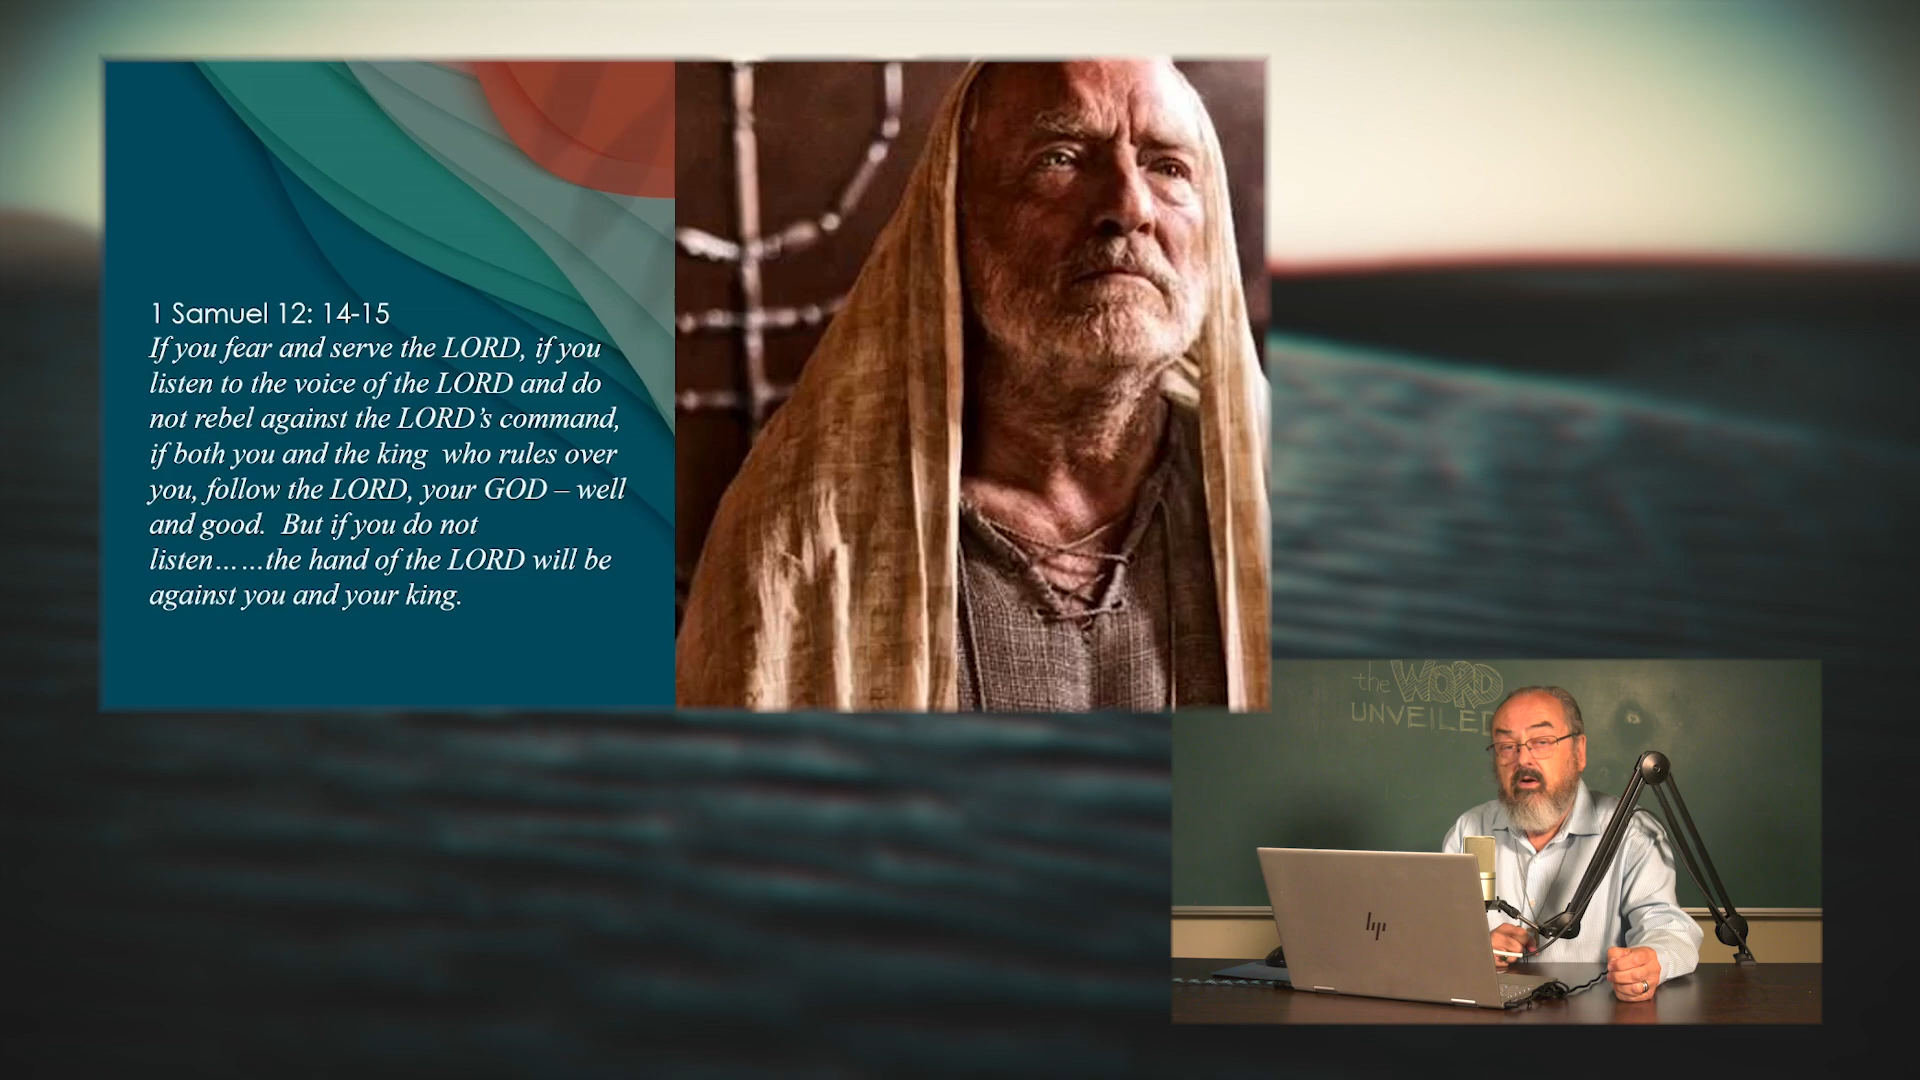 1 Samuel 12: 14-15
If you fear and serve the LORD, if you
listen to the voice of the LORD and do
not rebel against the LORD’s command,
if both you and the king  who rules over
you, follow the LORD, your GOD – well
and good.  But if you do not
listen……the hand of the LORD will be
against you and your king.
the WORD
UNVEILED
hp